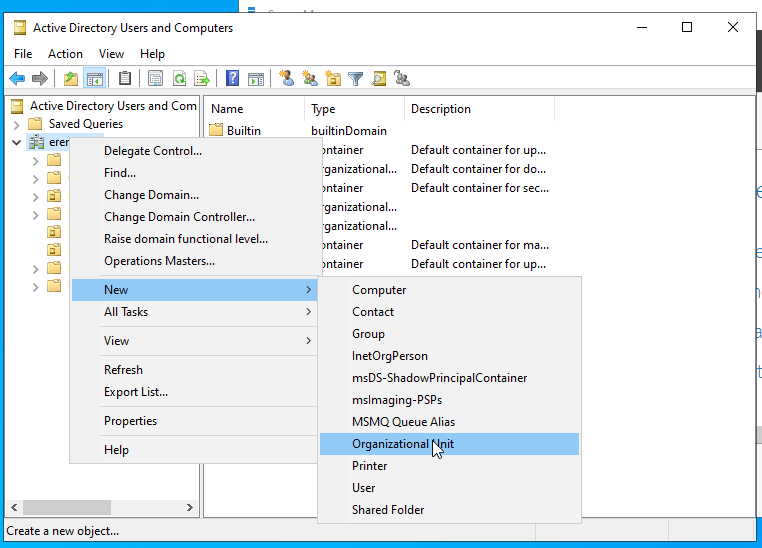 Active Directory Users and Computers
File Action View Help
Active Directory Users and Com
Saved Queries
Name Type Description
Builtin builtinDomain
ontainer Default container for up...
rganizational... Default container for do...
ontainer Default container for sec...
rganizational...
rganizational...
ontainer Default container for ma...
ontainer Default container for up...
Delegate Control...
Find...
Change Domain...
Change Domain Controller...
Raise domain functional level...
Operations Masters...
New
All Tasks
View
Refresh
Export List...
Properties
Help
Computer
Contact
Group
InetOrgPerson
msDS-ShadowPrincipalContainer
msImaging-PSPs
MSMQ Queue Alias
Organizational Unit
Printer
User
Shared Folder
Create a new object...